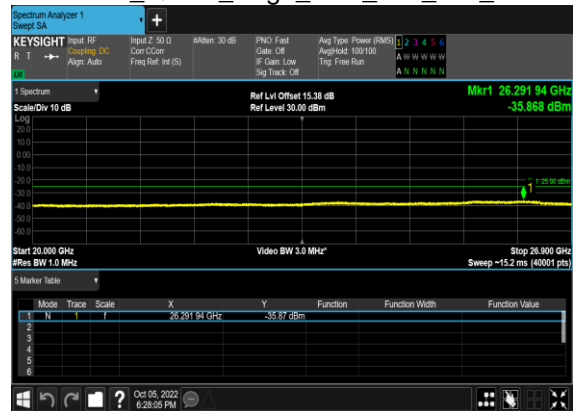 Spectrum Analyzer 1
Swept SA
+
KEYSIGHT Input: RF Input Z: 50 Ω #Atten: 30 dB PNO: Fast Avg Type: Power (RMS) 1 2 3 4 5 6
R T Coupling: DC Corr CCorr Gate: Off Avg|Hold: 100/100 A W W W W W
Align: Auto Freq Ref: Int (S) IF Gain: Low Trig: Free Run A N N N N N
LW Sig Track: Off
1 Spectrum Ref Lvl Offset 15.38 dB Mkr1 26.291 94 GHz
Scale/Div 10 dB Ref Level 30.00 dBm -35.868 dBm
Log
20.0
10.0
0.00
-10.0
-20.0
-25.00 dBm
1
-30.0
-40.0
-50.0
-60.0
Start 20.000 GHz Video BW 3.0 MHz* Stop 26.900 GHz
#Res BW 1.0 MHz Sweep ~15.2 ms (40001 pts)
5 Marker Table
Mode Trace Scale X Y Function Function Width Function Value
1 N 1 f 26.291 94 GHz -35.87 dBm
2
3
4
5
6
? Oct 05, 2022
6:28:05 PM